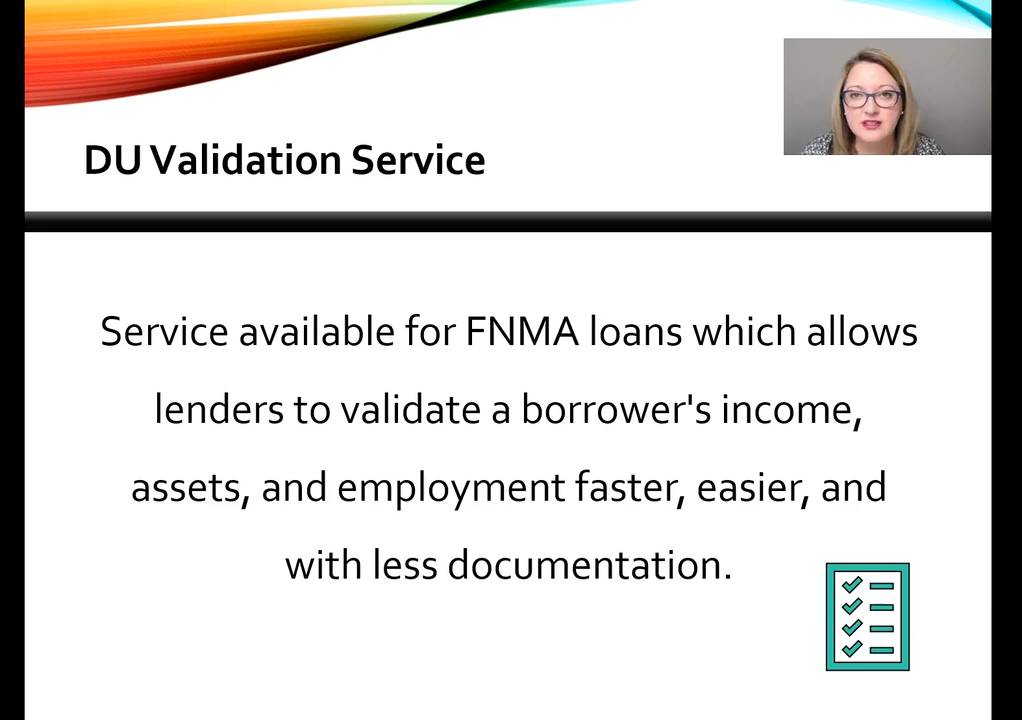 DU Validation Service
Service available for FNMA loans which allows
lenders to validate a borrower's income,
assets, and employment faster, easier, and
with less documentation.